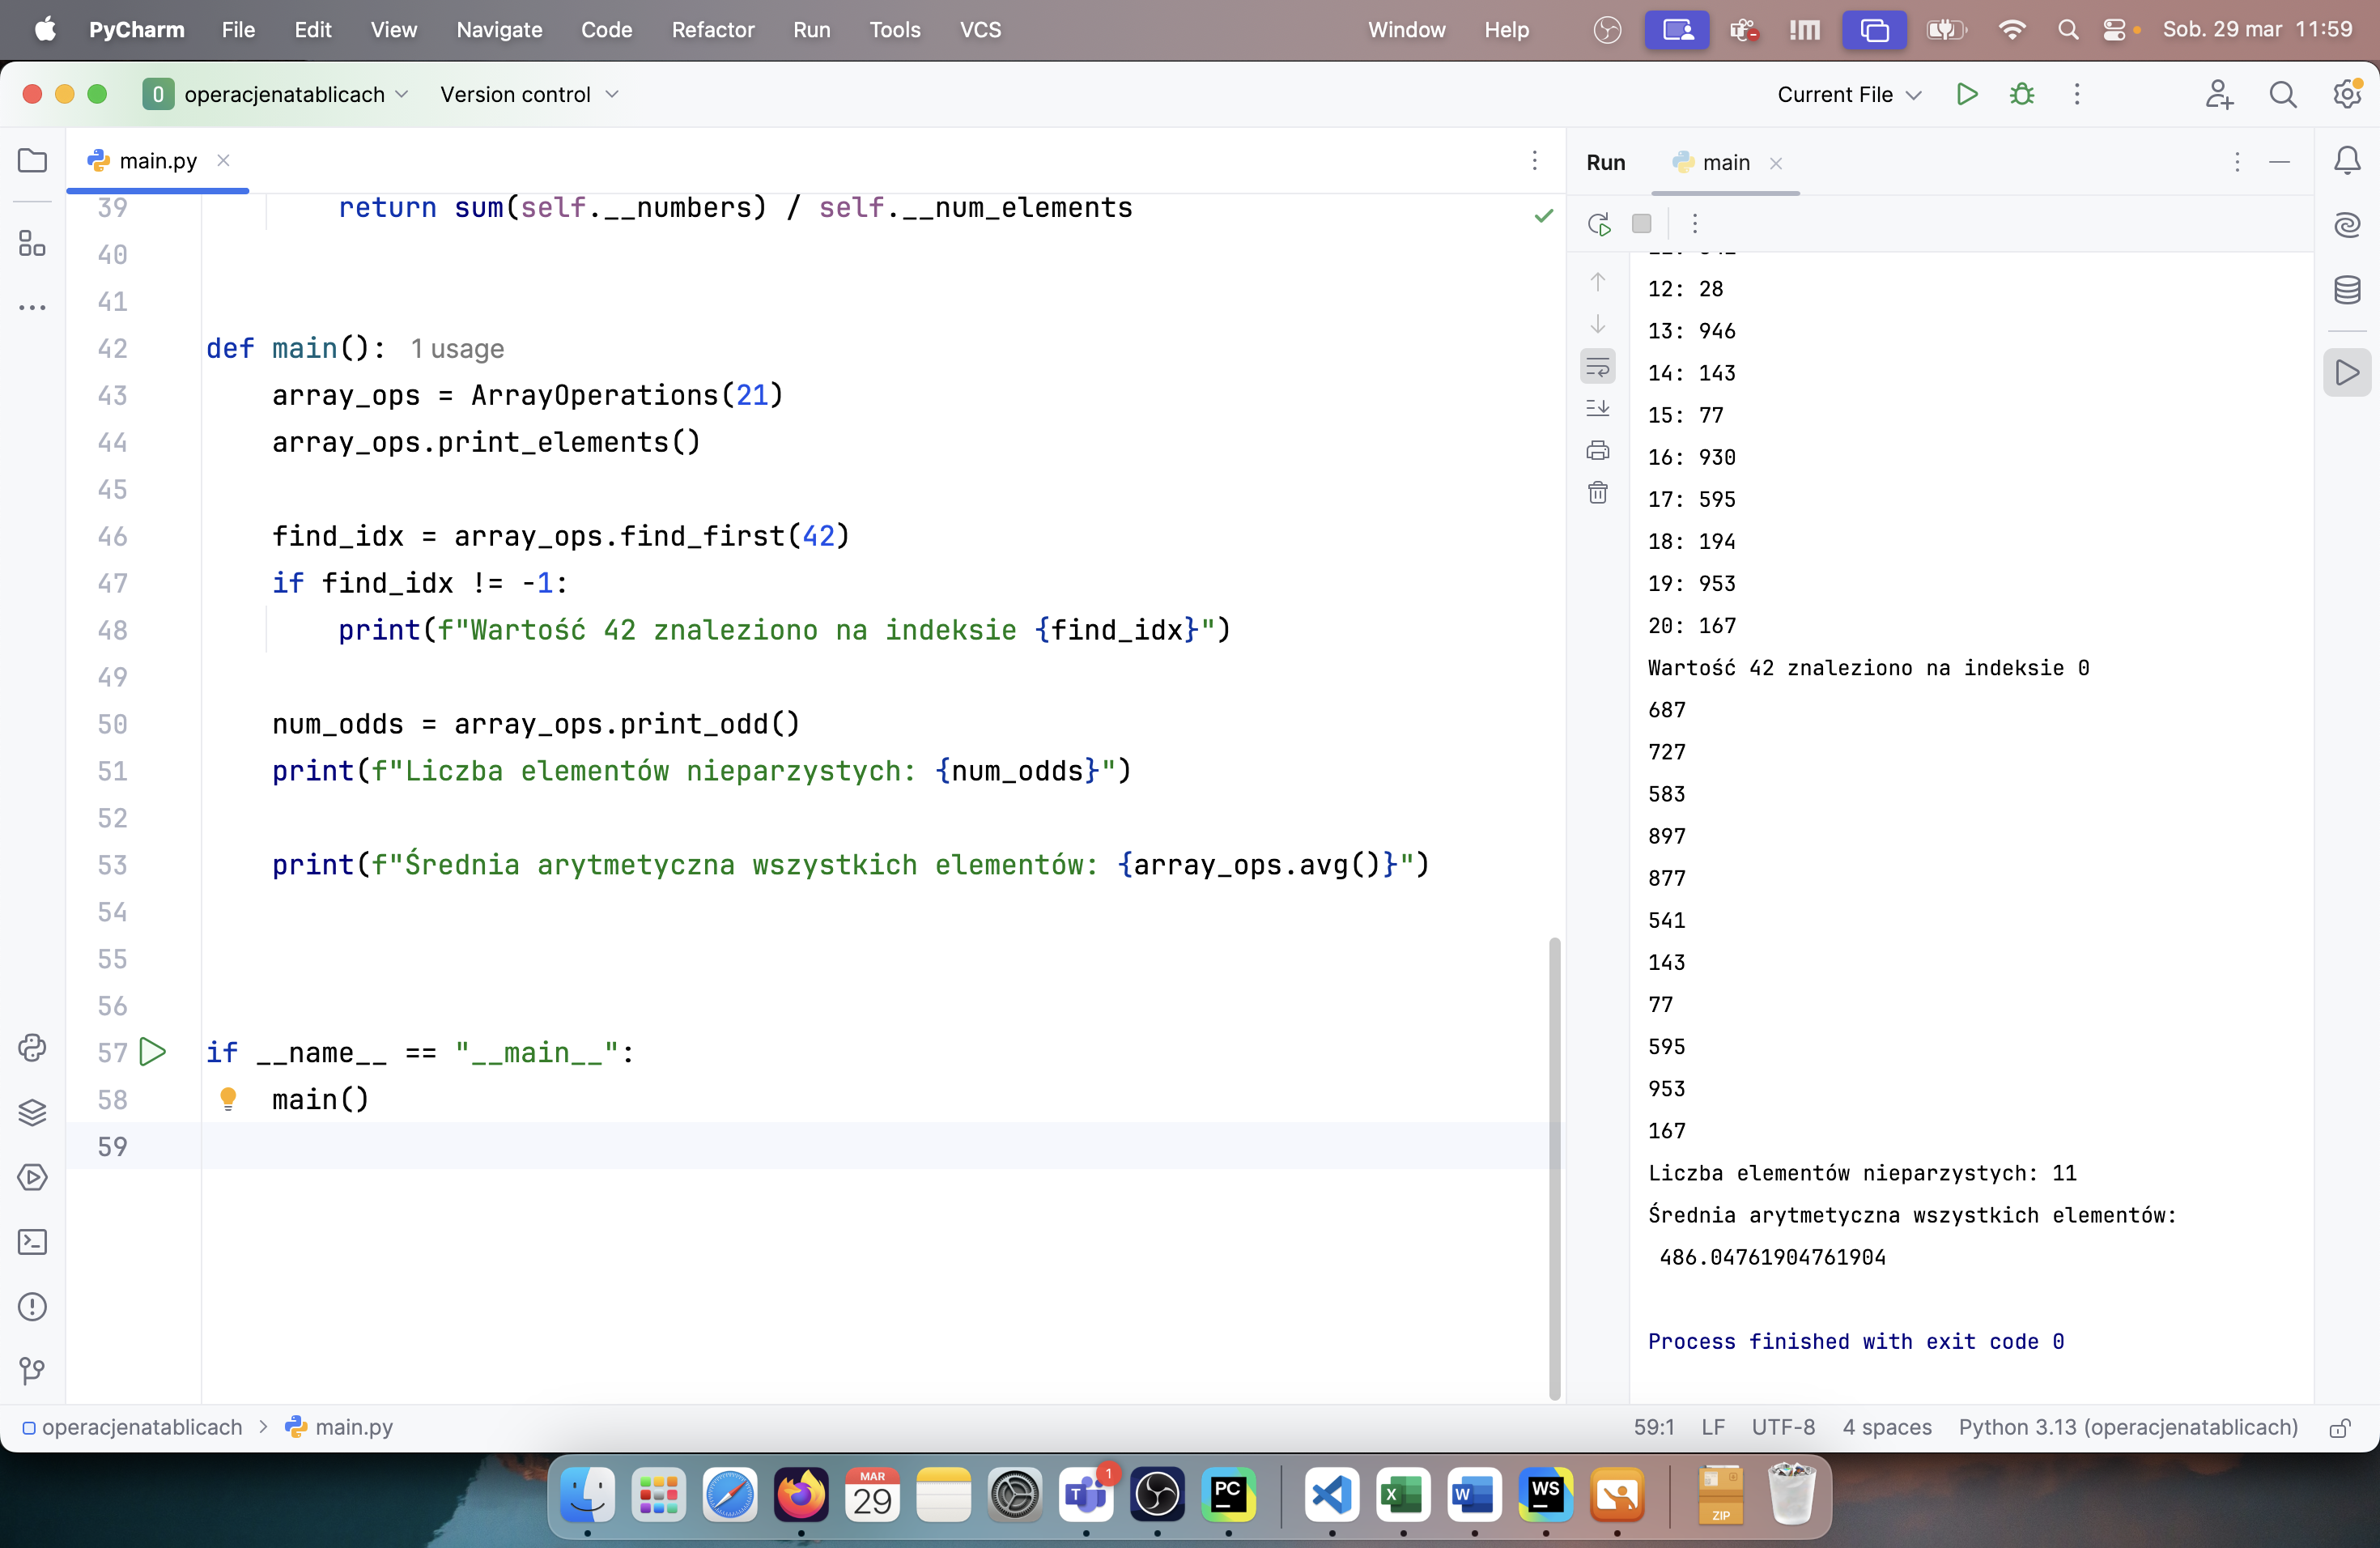 PyCharm File Edit View Navigate Code Refactor Run Tools VCS Window Help Sob. 29 mar 11:59
O operacjenatablicach Version control Current File
main.py
Run main
39 return sum(self.__numbers) / self.__num_elements
40
41
42 def main(): 1 usage
43 array_ops = ArrayOperations(21)
44 array_ops.print_elements()
45
46 find_idx = array_ops.find_first(42)
47 if find_idx != -1:
48 print(f"Wartość 42 znaleziono na indeksie {find_idx}")
49
50 num_odds = array_ops.print_odd()
51 print(f"Liczba elementów nieparzystych: {num_odds}")
52
53 print(f"Średnia arytmetyczna wszystkich elementów: {array_ops.avg()}")
54
55
56
57 if __name__ == "__main__":
58 main()
59
12: 28
13: 946
14: 143
15: 77
16: 930
17: 595
18: 194
19: 953
20: 167
Wartość 42 znaleziono na indeksie 0
687
727
583
897
877
541
143
77
595
953
167
Liczba elementów nieparzystych: 11
Średnia arytmetyczna wszystkich elementów:
486.04761904761904
Process finished with exit code 0
operacjenatablicach > main.py 59:1 LF UTF-8 4 spaces Python 3.13 (operacjenatablicach)
MAR
29
T
1
PC
X
W
WS
ZIP